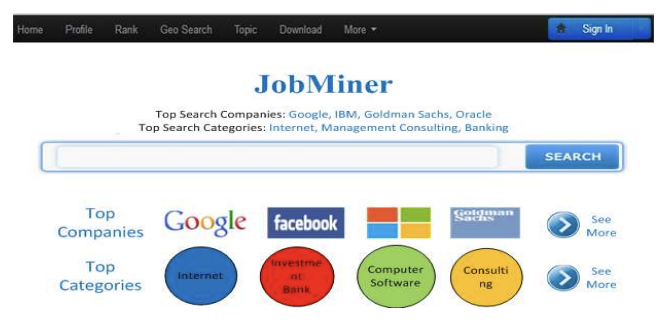 Home Profile Rank Geo Search Topic Download More
Sign In
JobMiner
Top Search Companies: Google, IBM, Goldman Sachs, Oracle
Top Search Categories: Internet, Management Consulting, Banking
SEARCH
Top
Companies
Google
facebook
Goldman
Sachs
See
More
Top
Categories
Internet
Investme
nt
Bank
Computer
Software
Consulti
ng
See
More